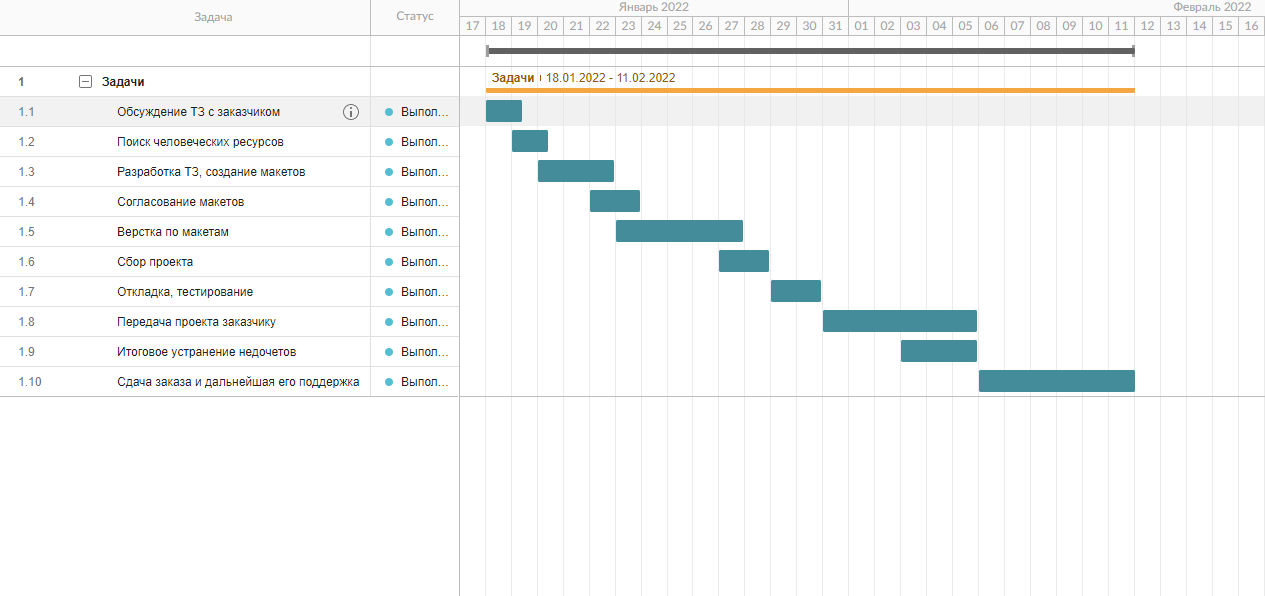 Задача Статус Январь 2022 Февраль 2022
17 18 19 20 21 22 23 24 25 26 27 28 29 30 31 01 02 03 04 05 06 07 08 09 10 11 12 13 14 15 16
1 Задачи Задачи 18.01.2022 - 11.02.2022
1.1 Обсуждение ТЗ с заказчиком Выпол...
1.2 Поиск человеческих ресурсов Выпол...
1.3 Разработка ТЗ, создание макетов Выпол...
1.4 Согласование макетов Выпол...
1.5 Верстка по макетам Выпол...
1.6 Сбор проекта Выпол...
1.7 Откладка, тестирование Выпол...
1.8 Передача проекта заказчику Выпол...
1.9 Итоговое устранение недочетов Выпол...
1.10 Сдача заказа и дальнейшая его поддержка Выпол...